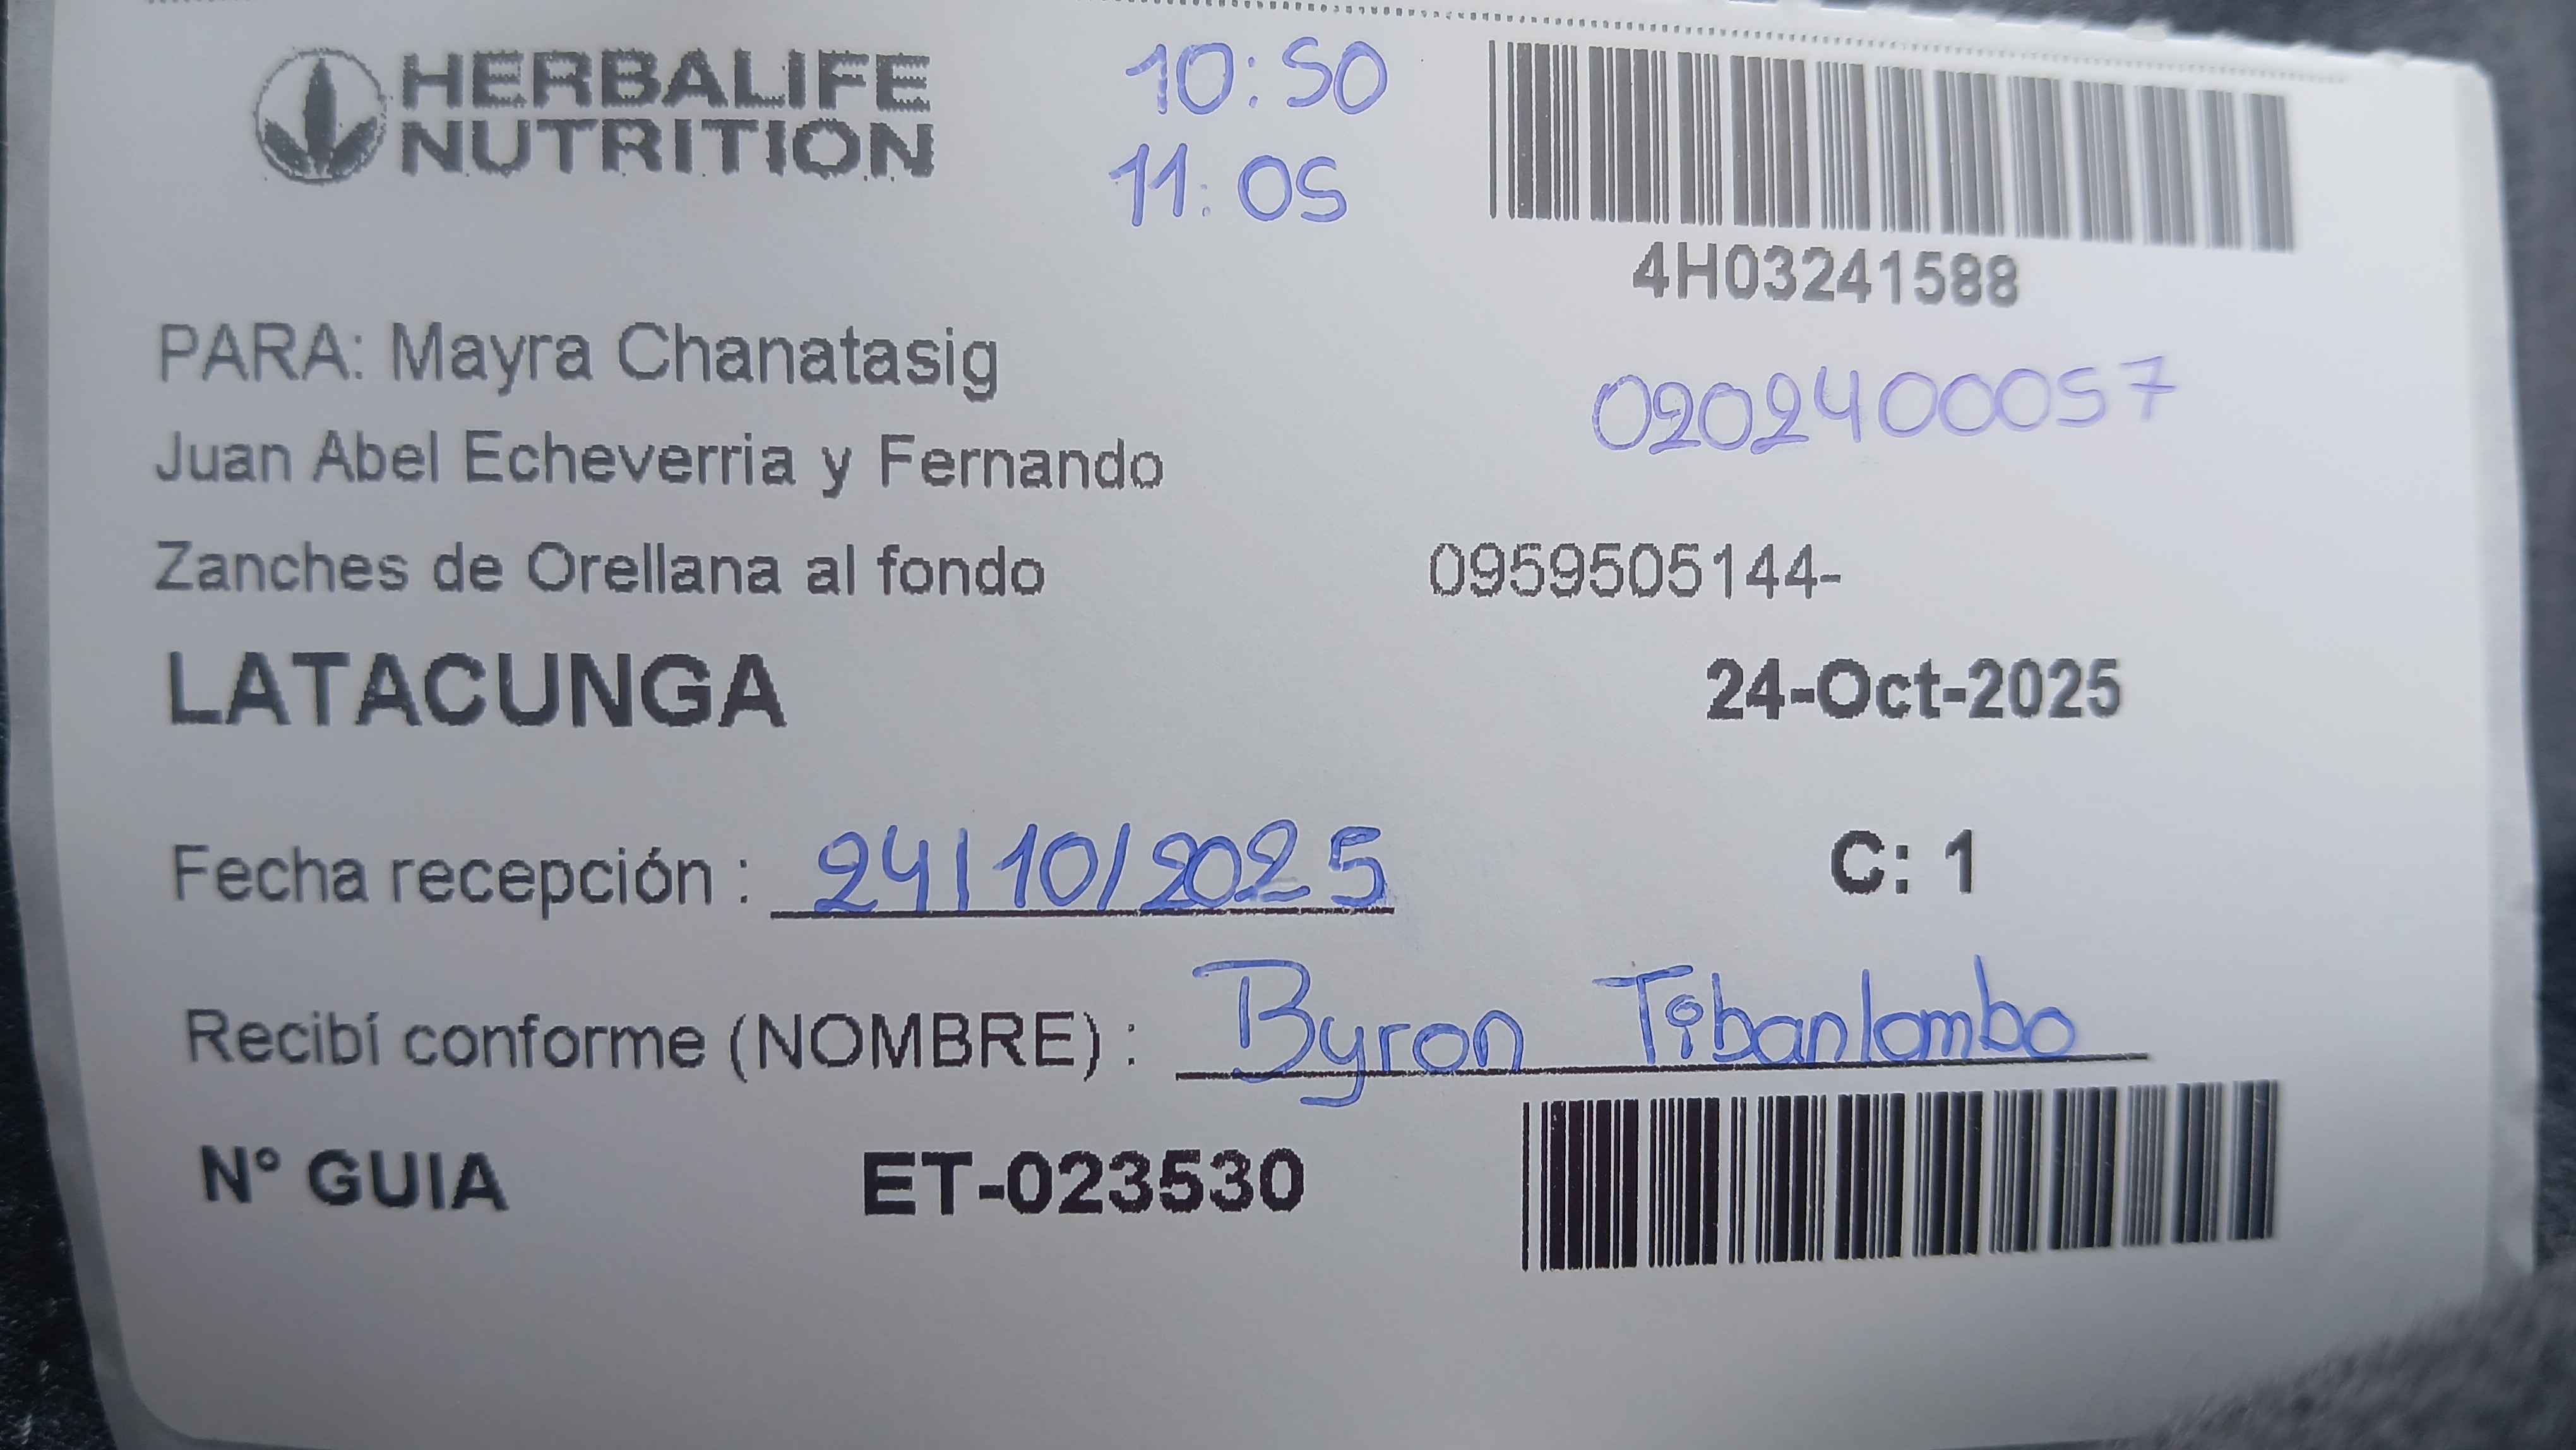 HERBALIFE
NUTRITION
10:50
11:05
4H03241588
PARA: Mayra Chanatasig
0202400057
Juan Abel Echeverria y Fernando
Zanches de Orellana al fondo
0959505144-
LATACUNGA
24-Oct-2025
Fecha recepción : 24/10/2025
C: 1
Recibí conforme (NOMBRE) : Byron Tibanlombo
N° GUIA ET-023530